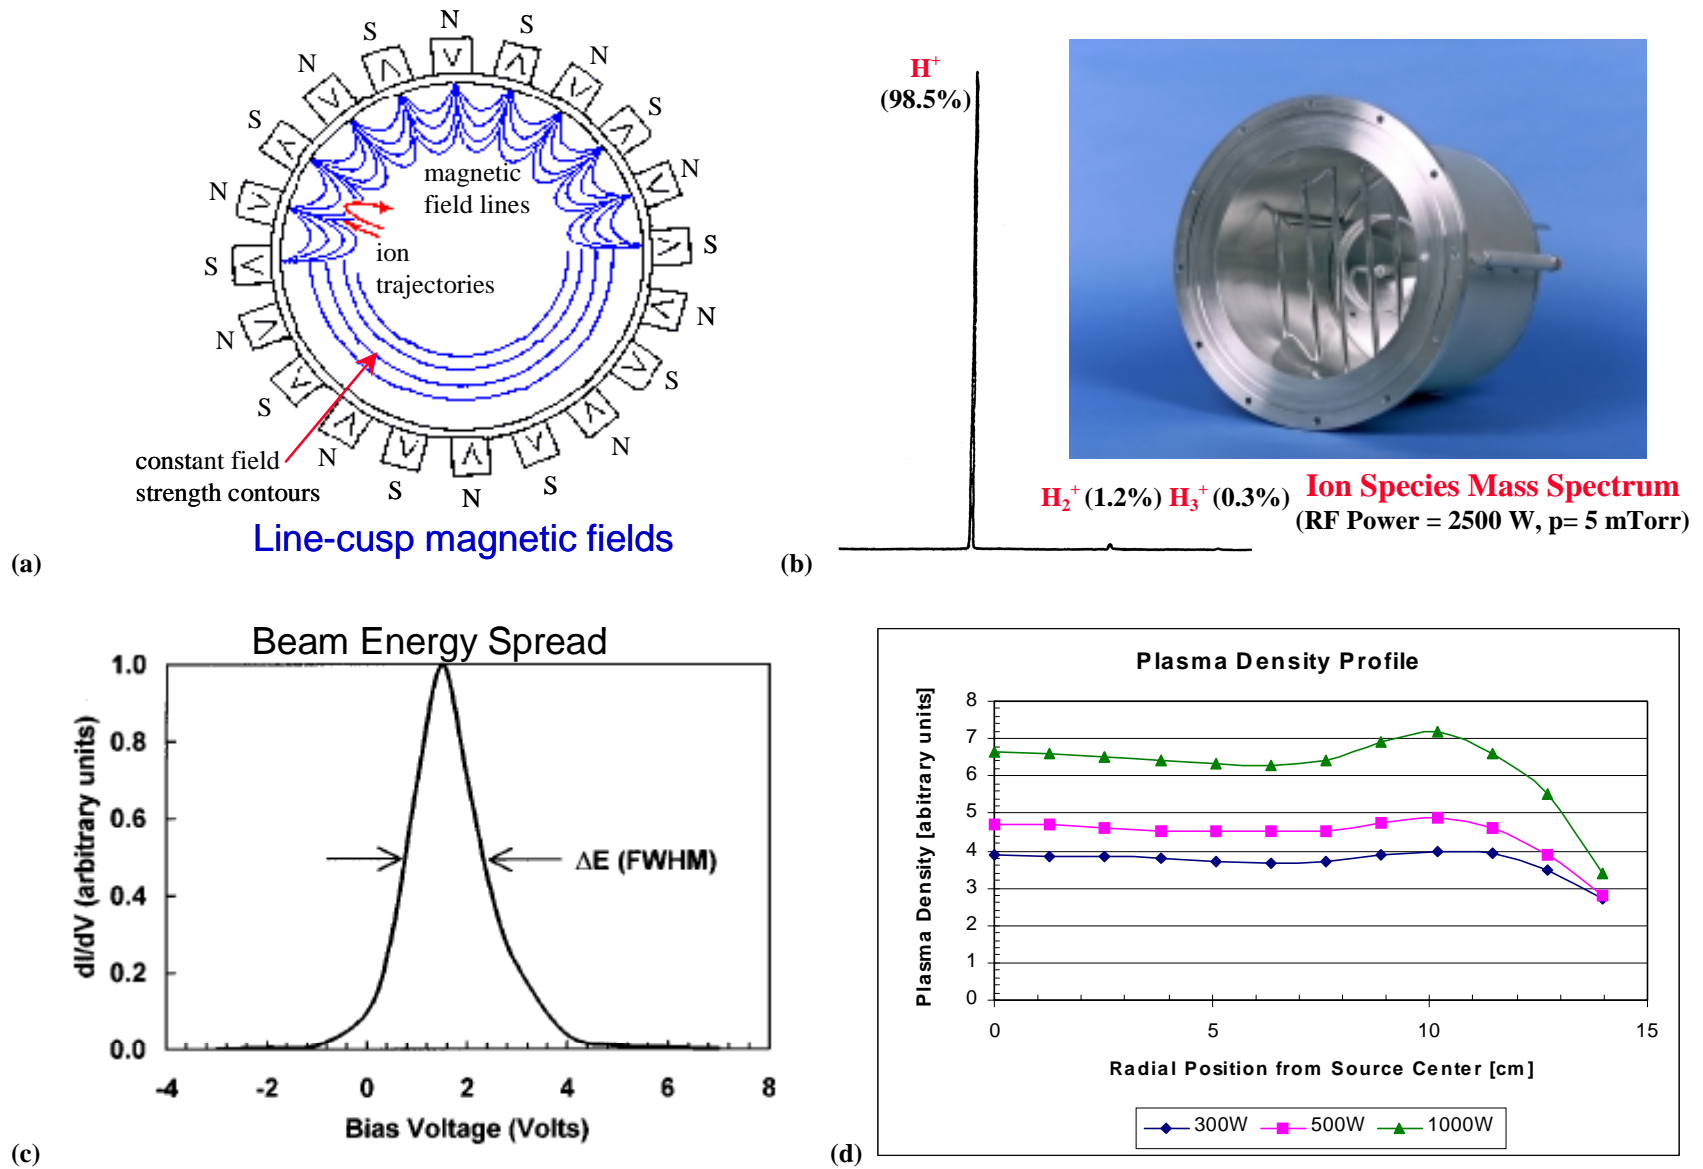 N
S
N
S
N
S
N
S
N
S
N
S
N
S
N
S
N
S
N
S
magnetic
field lines
ion
trajectories
constant field
strength contours
Line-cusp magnetic fields
(a)
H+
(98.5%)
H2+ (1.2%) H3+ (0.3%)
Ion Species Mass Spectrum
(RF Power = 2500 W, p= 5 mTorr)
(b)
Beam Energy Spread
dI/dV (arbitrary units)
1.0
0.8
0.6
0.4
0.2
0.0
ΔE (FWHM)
-4 -2 0 2 4 6 8
Bias Voltage (Volts)
(c)
Plasma Density Profile
Plasma Density [abitrary units]
8
7
6
5
4
3
2
1
0
0 5 10 15
Radial Position from Source Center [cm]
300W 500W 1000W
(d)